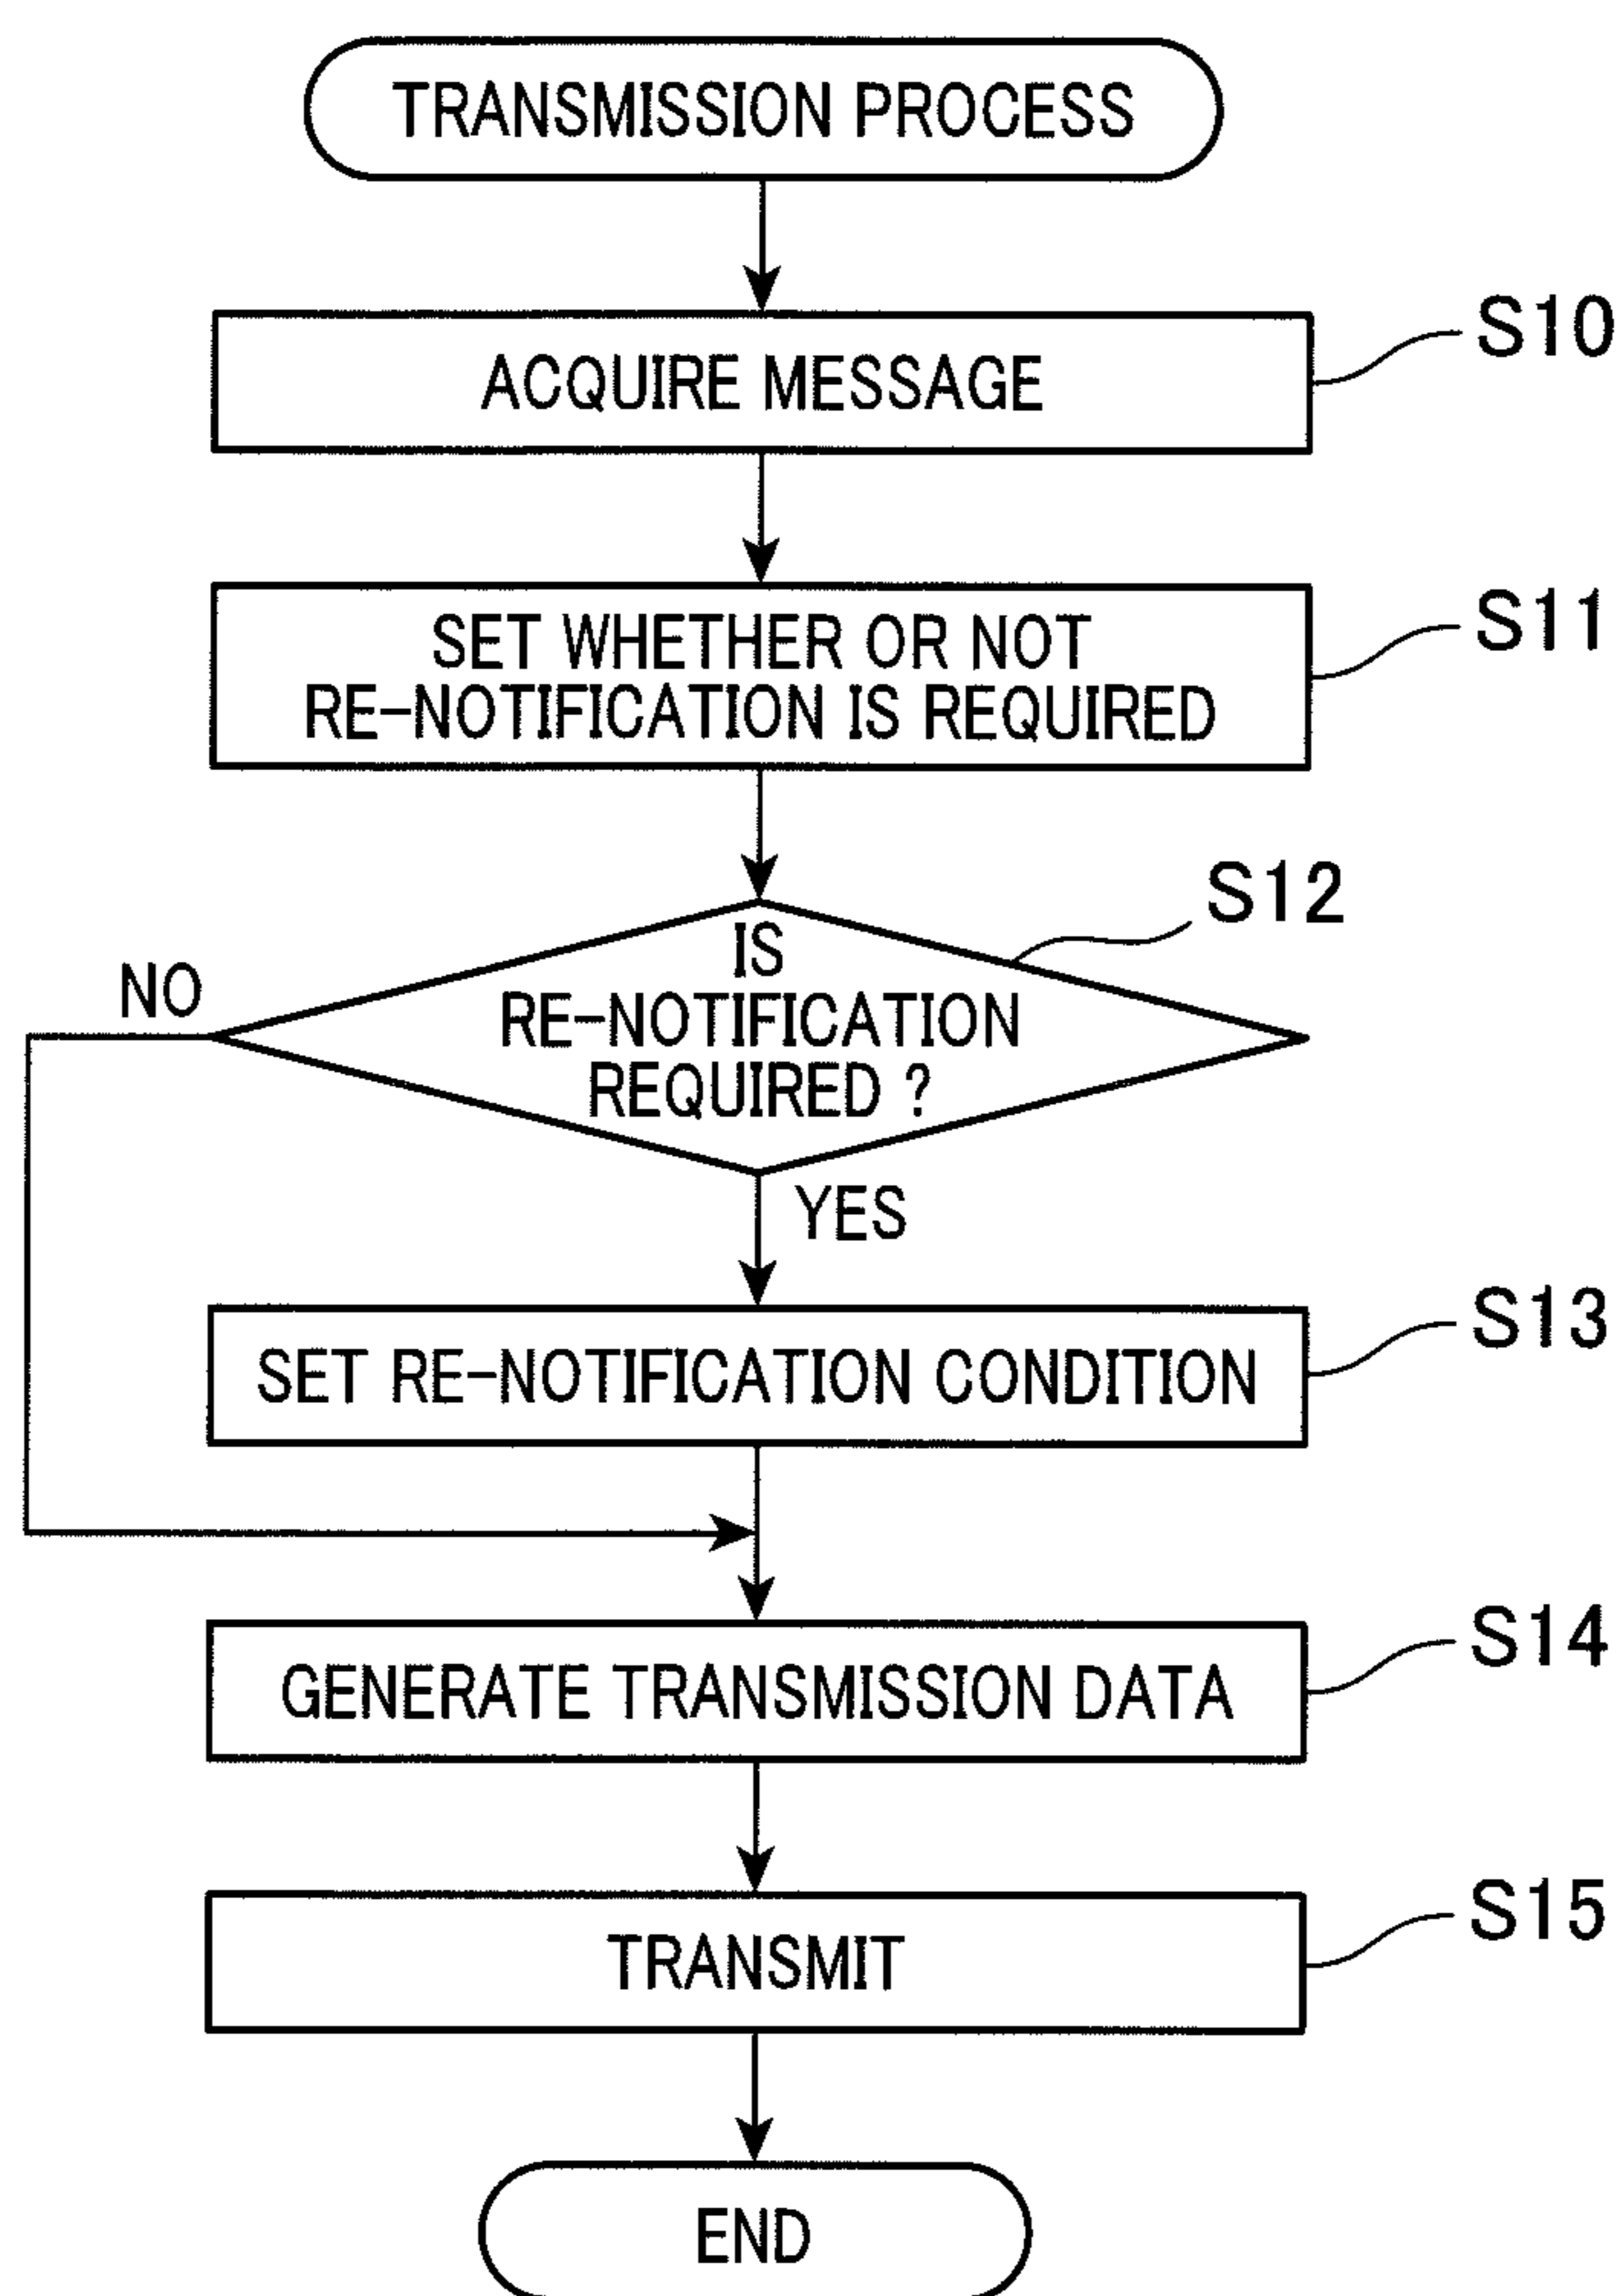 TRANSMISSION PROCESS
ACQUIRE MESSAGE
S10
SET WHETHER OR NOT
RE-NOTIFICATION IS REQUIRED
S11
S12
IS
RE-NOTIFICATION
REQUIRED ?
NO
YES
SET RE-NOTIFICATION CONDITION
S13
GENERATE TRANSMISSION DATA
S14
TRANSMIT
S15
END